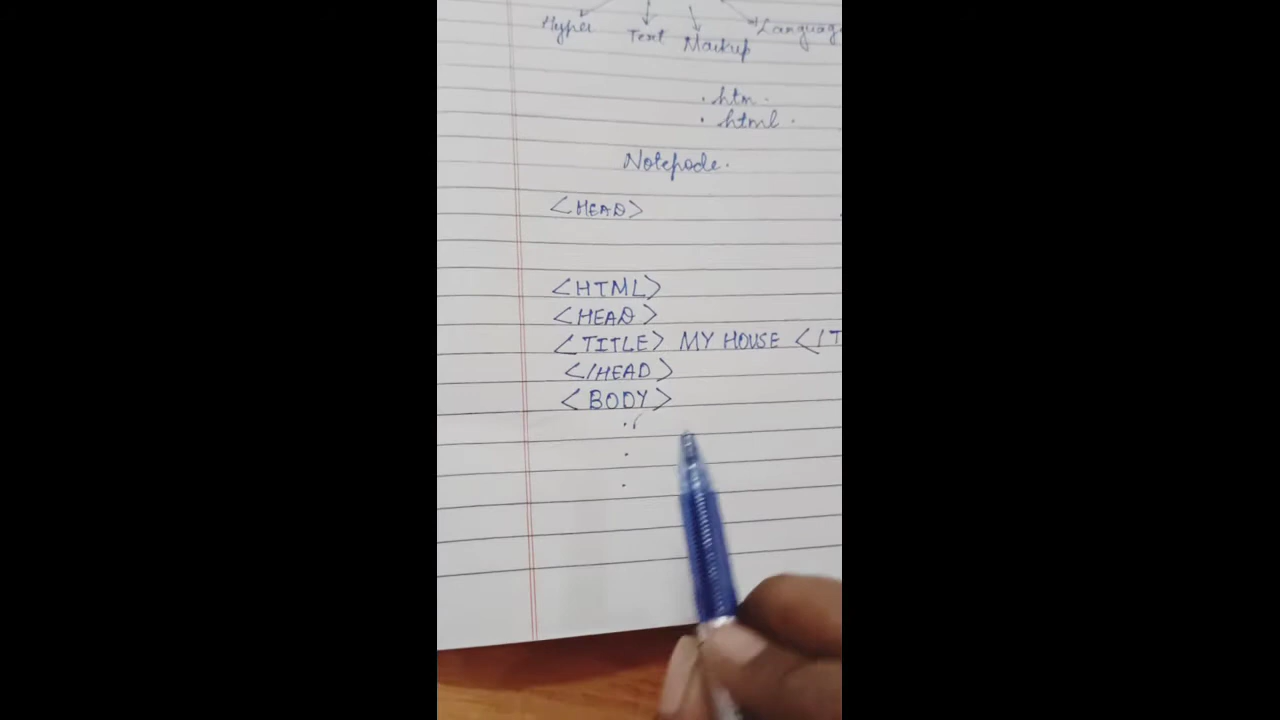 Hyper Text Markup Language
.htm.
.html.
Notepade.
<HEAD>
<HTML>
<HEAD>
<TITLE> MY HOUSE </T
</HEAD>
<BODY>
.
.
.